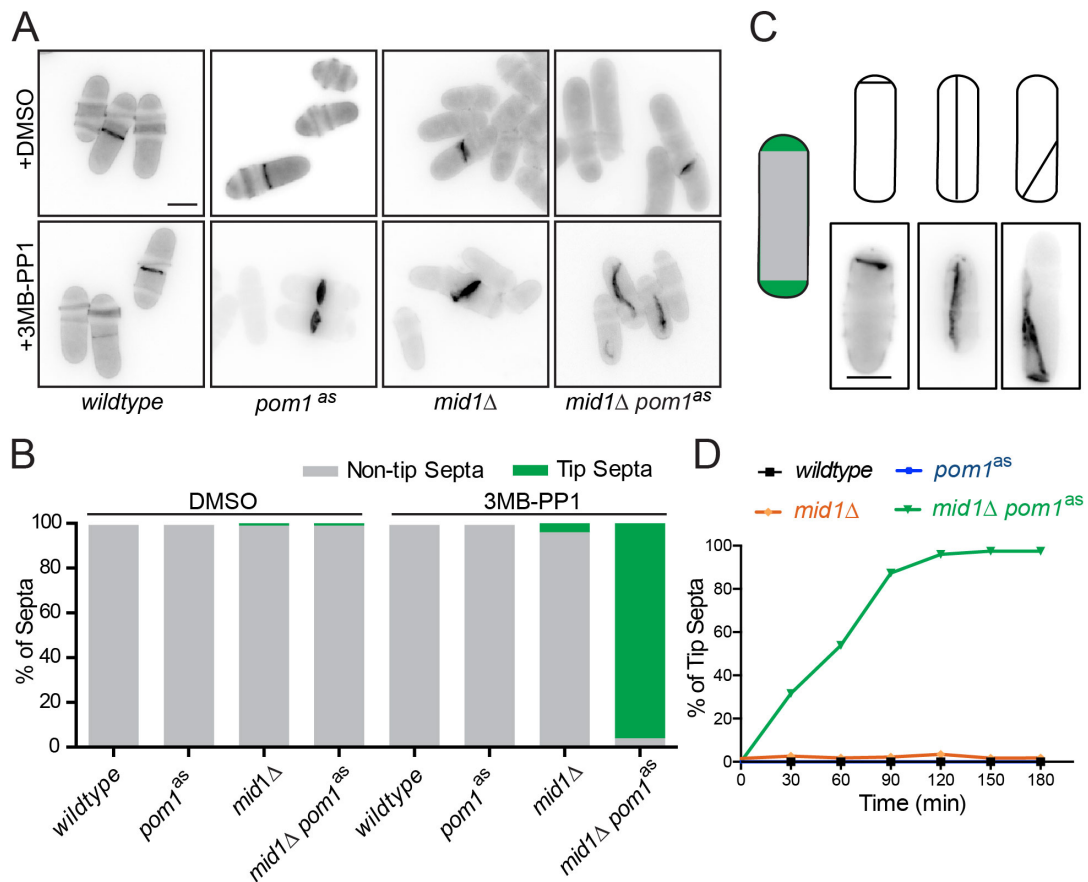 A
C
+DMSO
+3MB-PP1
wildtype
pom1 as
mid1Δ
mid1Δ pom1as
B
Non-tip Septa
Tip Septa
DMSO
3MB-PP1
% of Septa
100
80
60
40
20
0
wildtype
pom1as
mid1Δ
mid1Δ pom1as
wildtype
pom1as
mid1Δ
mid1Δ pom1as
D
wildtype
pom1as
mid1Δ
mid1Δ pom1as
% of Tip Septa
100
80
60
40
20
0
0 30 60 90 120 150 180
Time (min)